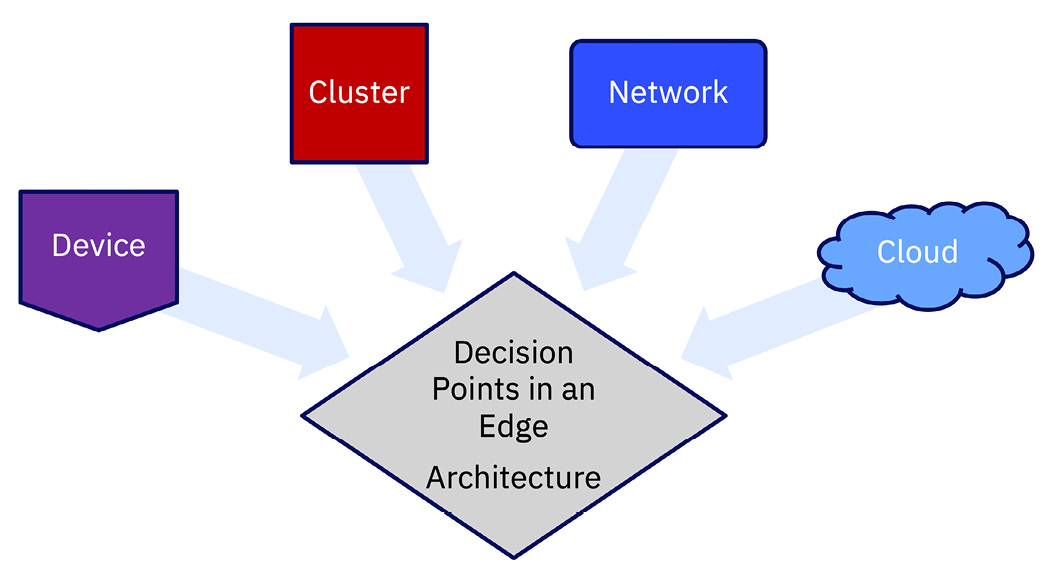 Cluster
Network
Device
Cloud
Decision
Points in an
Edge
Architecture